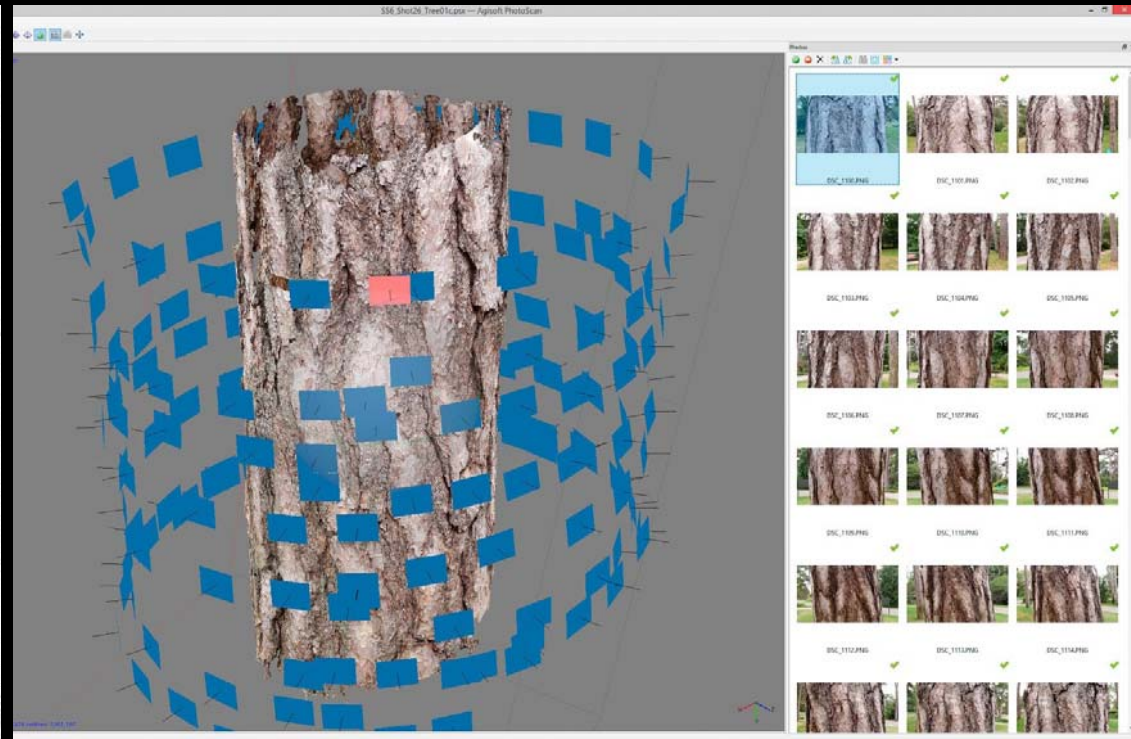 SS6_Shot26_Tree01c.psx — Agisoft PhotoScan
Photos
DSC_1100.PNG
DSC_1101.PNG
DSC_1102.PNG
DSC_1103.PNG
DSC_1104.PNG
DSC_1105.PNG
DSC_1106.PNG
DSC_1107.PNG
DSC_1108.PNG
DSC_1109.PNG
DSC_1110.PNG
DSC_1111.PNG
DSC_1112.PNG
DSC_1113.PNG
DSC_1114.PNG